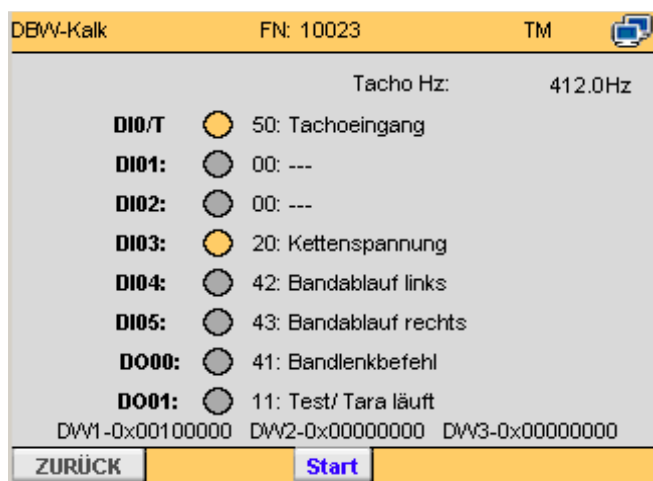 DBW-Kalk FN: 10023 TM
Tacho Hz: 412.0Hz
DI0/T 50: Tachoeingang
DI01: 00: ---
DI02: 00: ---
DI03: 20: Kettenspannung
DI04: 42: Bandablauf links
DI05: 43: Bandablauf rechts
DO00: 41: Bandlenkbefehl
DO01: 11: Test/ Tara läuft
DW1-0x00100000 DW2-0x00000000 DW3-0x00000000
ZURÜCK Start